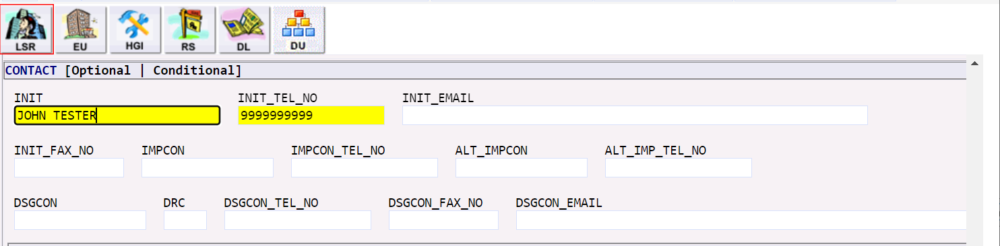 LSR EU HGI RS DL DU
CONTACT [Optional | Conditional]
INIT INIT_TEL_NO INIT_EMAIL
JOHN TESTER 9999999999
INIT_FAX_NO IMPCON IMPCON_TEL_NO ALT_IMPCON ALT_IMP_TEL_NO
DSGCON DRC DSGCON_TEL_NO DSGCON_FAX_NO DSGCON_EMAIL